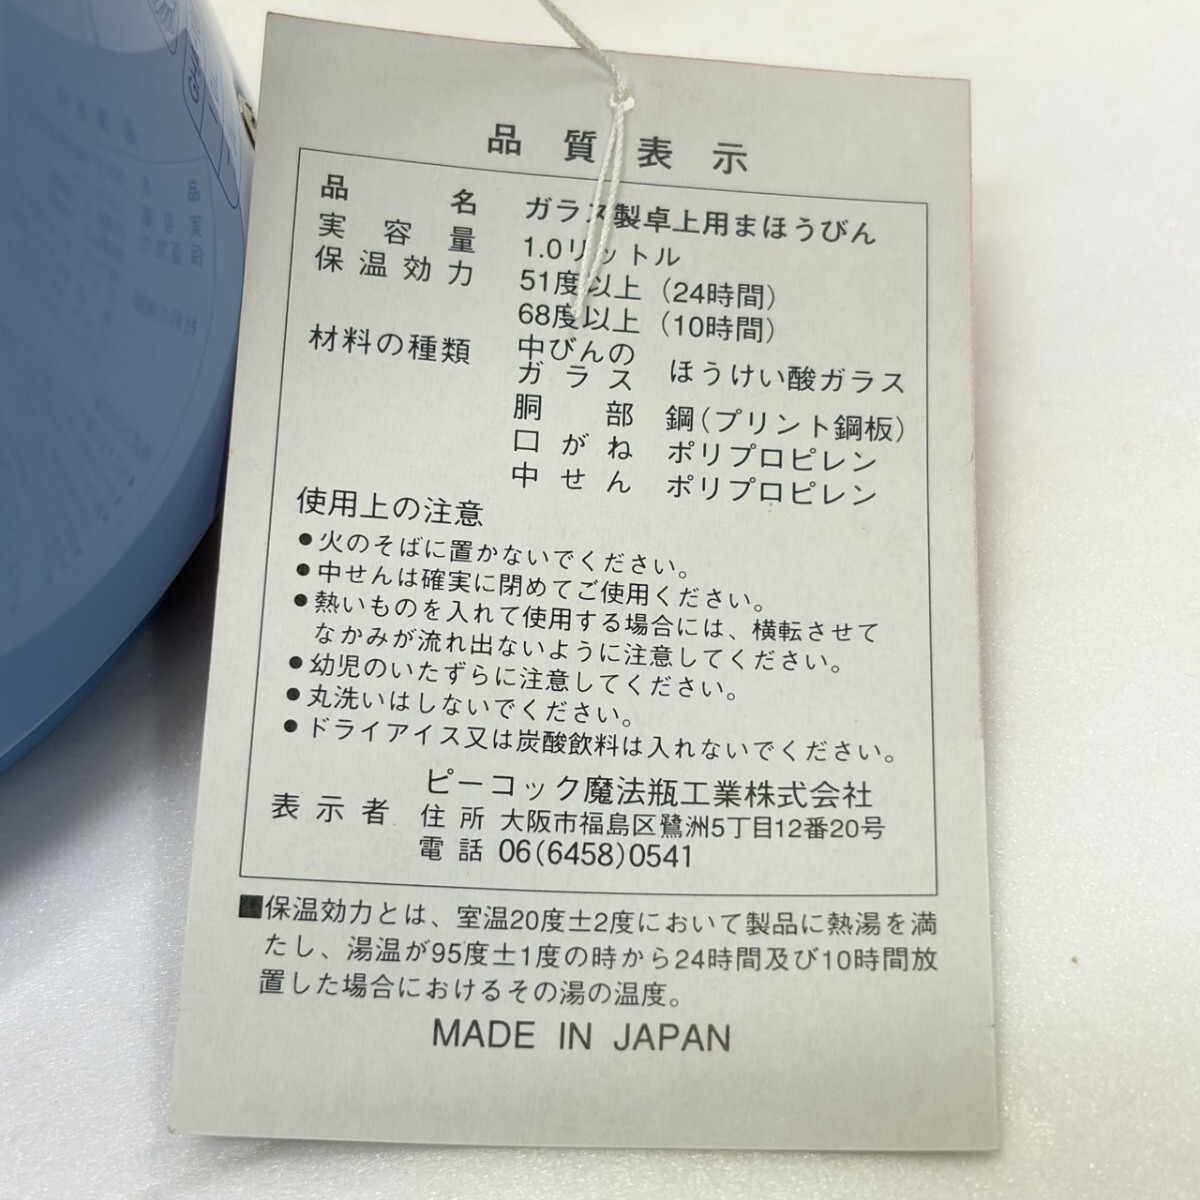 品質表示
品名 ガラス製卓上用まほうびん
実容量 1.0リットル
保温効力 51度以上(24時間)
68度以上(10時間)
材料の種類 中びんの
ガラス ほうけい酸ガラス
胴部 鋼(プリント鋼板)
口がね ポリプロピレン
中せん ポリプロピレン
使用上の注意
●火のそばに置かないでください。
●中せんは確実に閉めてご使用ください。
●熱いものを入れて使用する場合には、横転させて
なかみが流れ出ないように注意してください。
●幼児のいたずらに注意してください。
●丸洗いはしないでください。
●ドライアイス又は炭酸飲料は入れないでください。
ピーコック魔法瓶工業株式会社
表示者 住所 大阪市福島区鷺洲5丁目12番20号
電話 06(6458)0541
■保温効力とは、室温20度±2度において製品に熱湯を満
たし、湯温が95度±1度の時から24時間及び10時間放
置した場合におけるその湯の温度。
MADE IN JAPAN